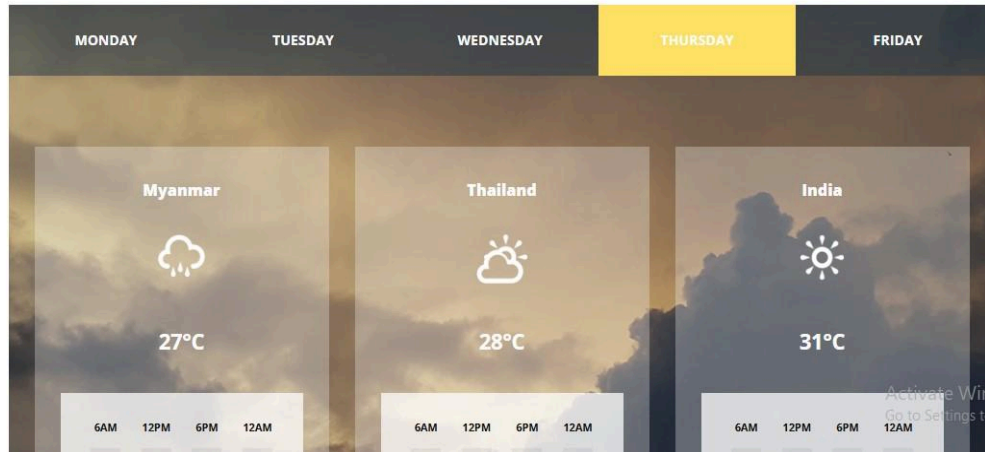 MONDAY TUESDAY WEDNESDAY THURSDAY FRIDAY
Myanmar Thailand India
27°C 28°C 31°C
6AM 12PM 6PM 12AM 6AM 12PM 6PM 12AM 6AM 12PM 6PM 12AM
Activate Wi
Go to Settings t